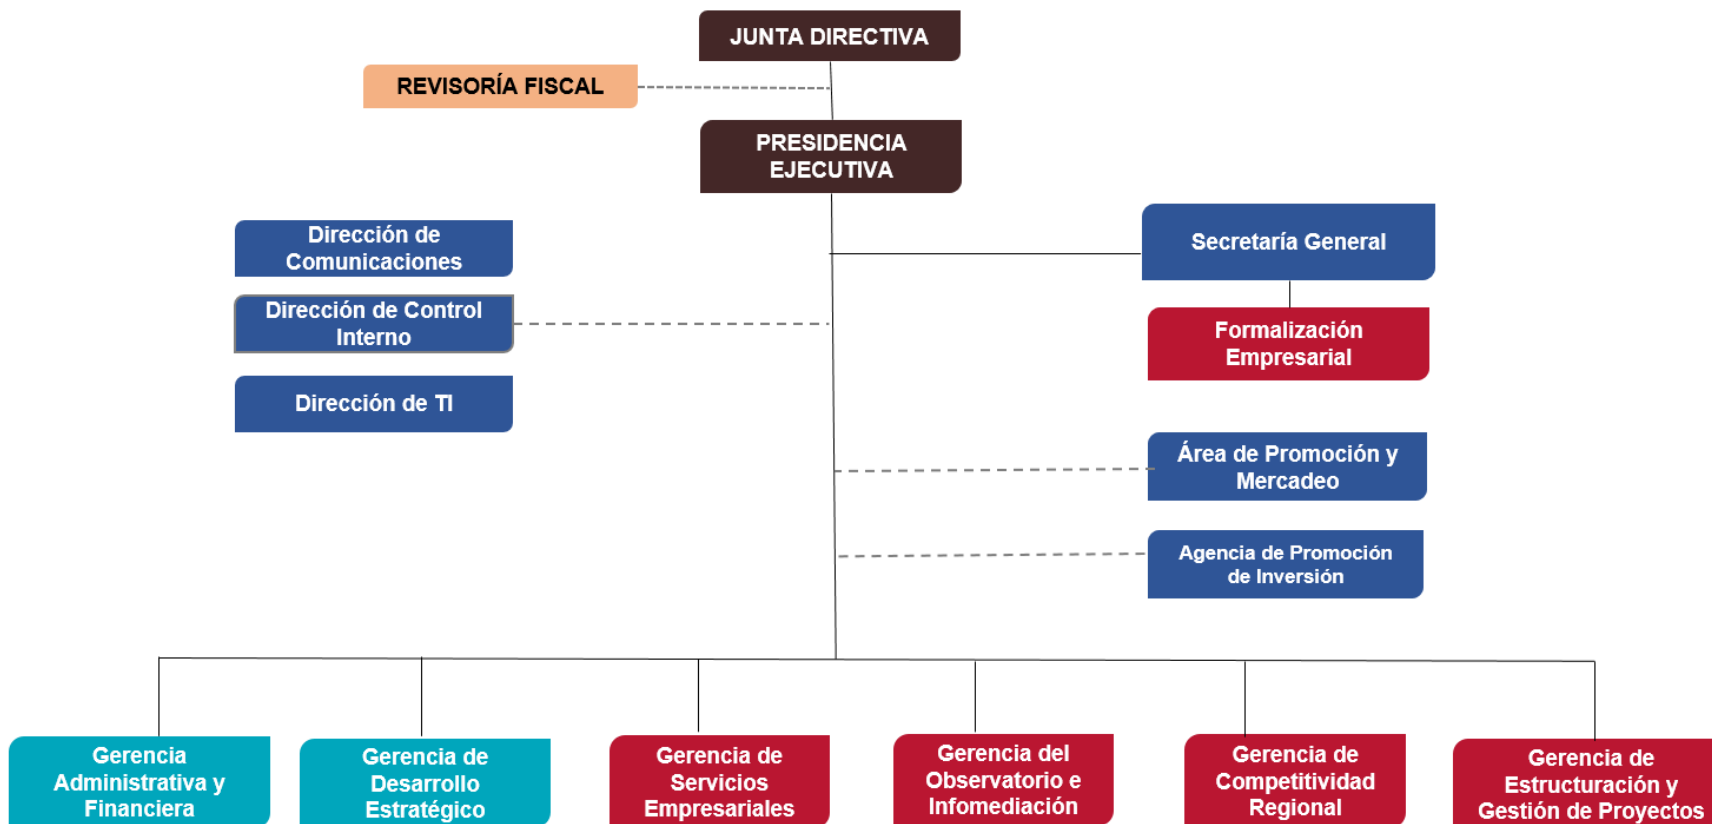 JUNTA DIRECTIVA
REVISORÍA FISCAL
PRESIDENCIA
EJECUTIVA
Dirección de
Comunicaciones
Secretaría General
Dirección de Control
Interno
Formalización
Empresarial
Dirección de TI
Área de Promoción y
Mercadeo
Agencia de Promoción
de Inversión
Gerencia
Administrativa y
Financiera
Gerencia de
Desarrollo
Estratégico
Gerencia de
Servicios
Empresariales
Gerencia del
Observatorio e
Infomediación
Gerencia de
Competitividad
Regional
Gerencia de
Estructuración y
Gestión de Proyectos